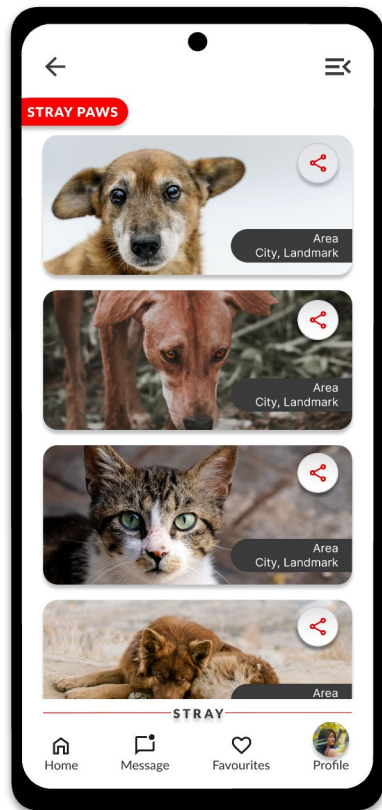 STRAY PAWS
Area
City, Landmark
Area
City, Landmark
Area
City, Landmark
Area
STRAY
Home
Message
Favourites
Profile